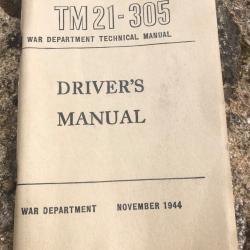 TM 21-305
WAR DEPARTMENT TECHNICAL MANUAL
DRIVER'S
MANUAL
WAR DEPARTMENT NOVEMBER 1944